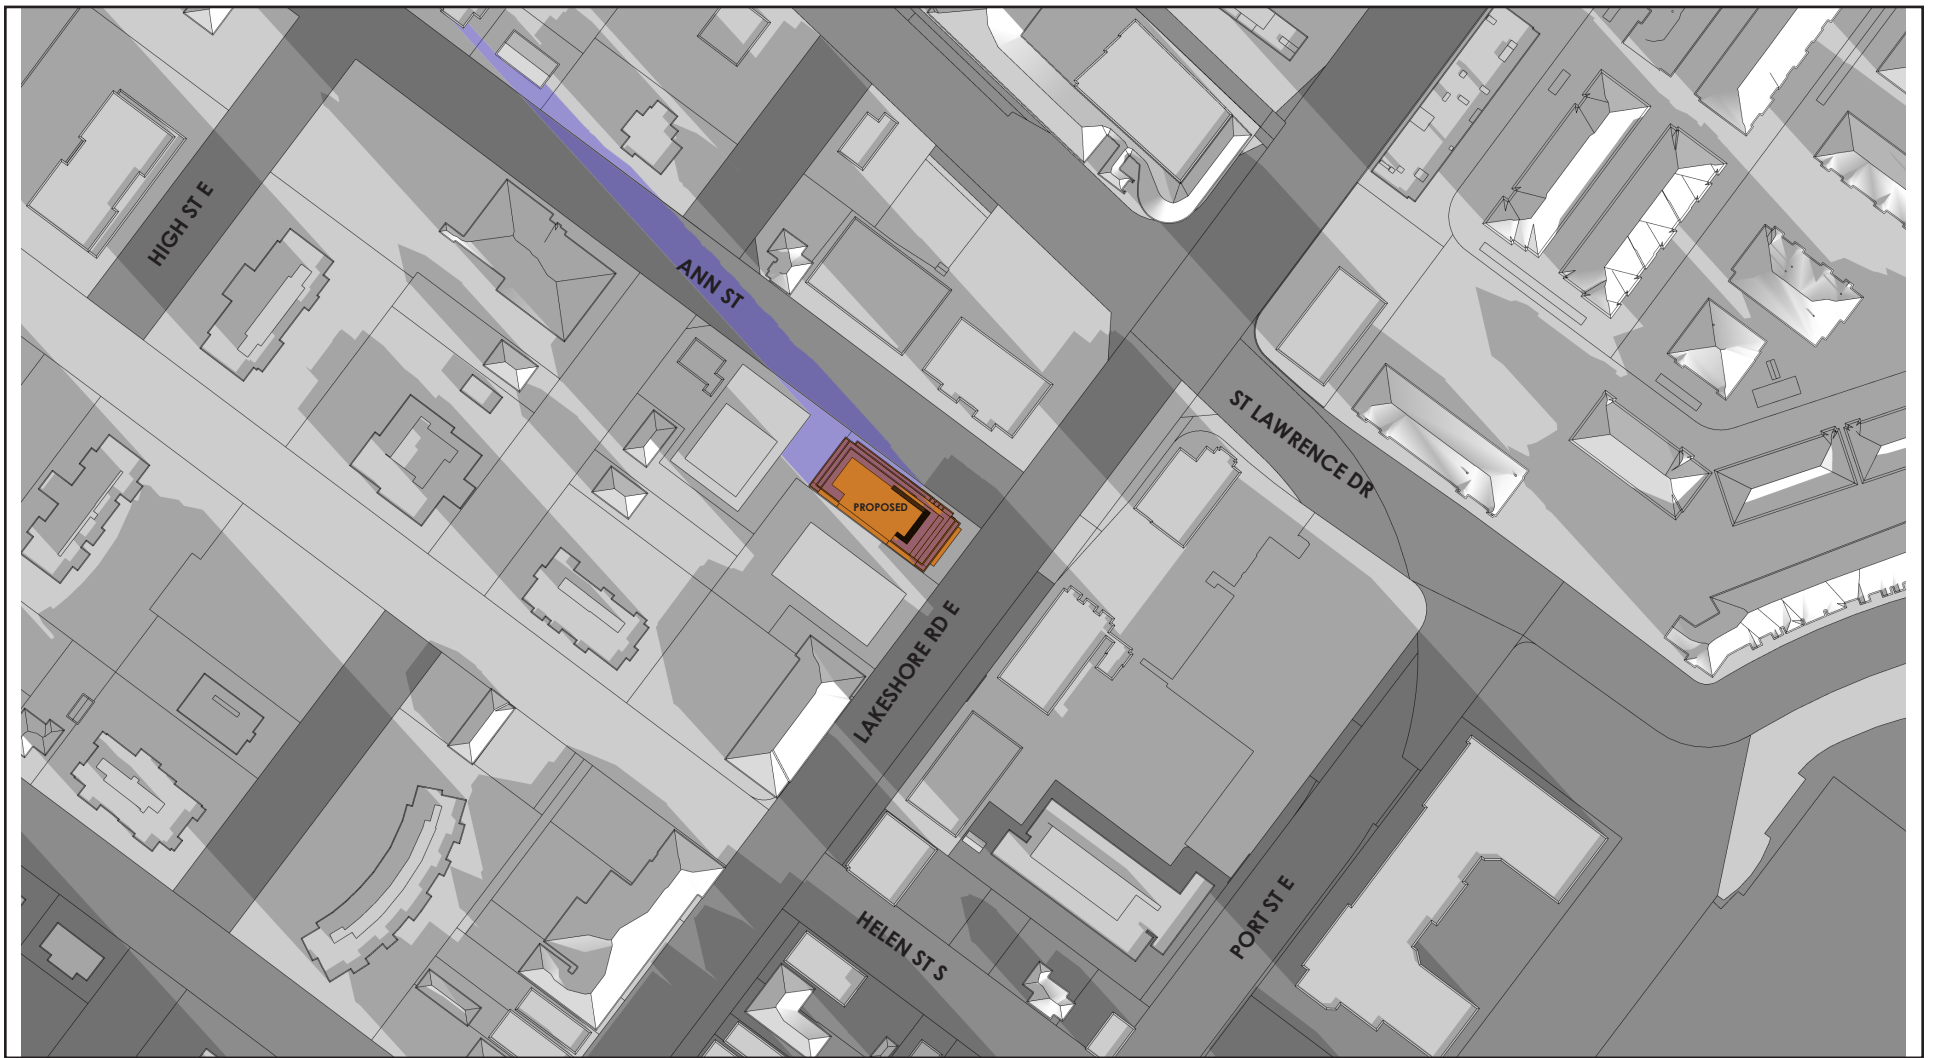 HIGH ST E
ANN ST
ST LAWRENCE DR
PROPOSED
LAKESHORE RD E
HELEN ST S
PORT ST E